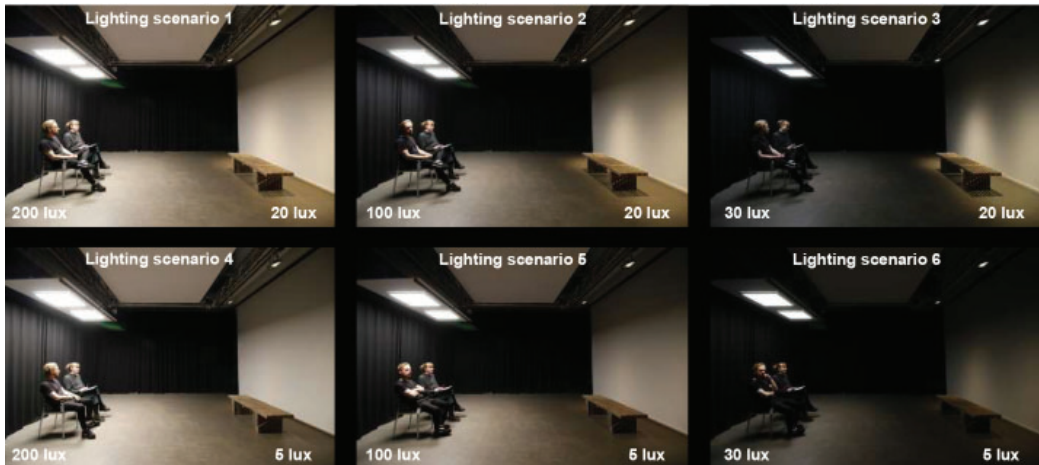 Lighting scenario 1
200 lux 20 lux
Lighting scenario 2
100 lux 20 lux
Lighting scenario 3
30 lux 20 lux
Lighting scenario 4
200 lux 5 lux
Lighting scenario 5
100 lux 5 lux
Lighting scenario 6
30 lux 5 lux